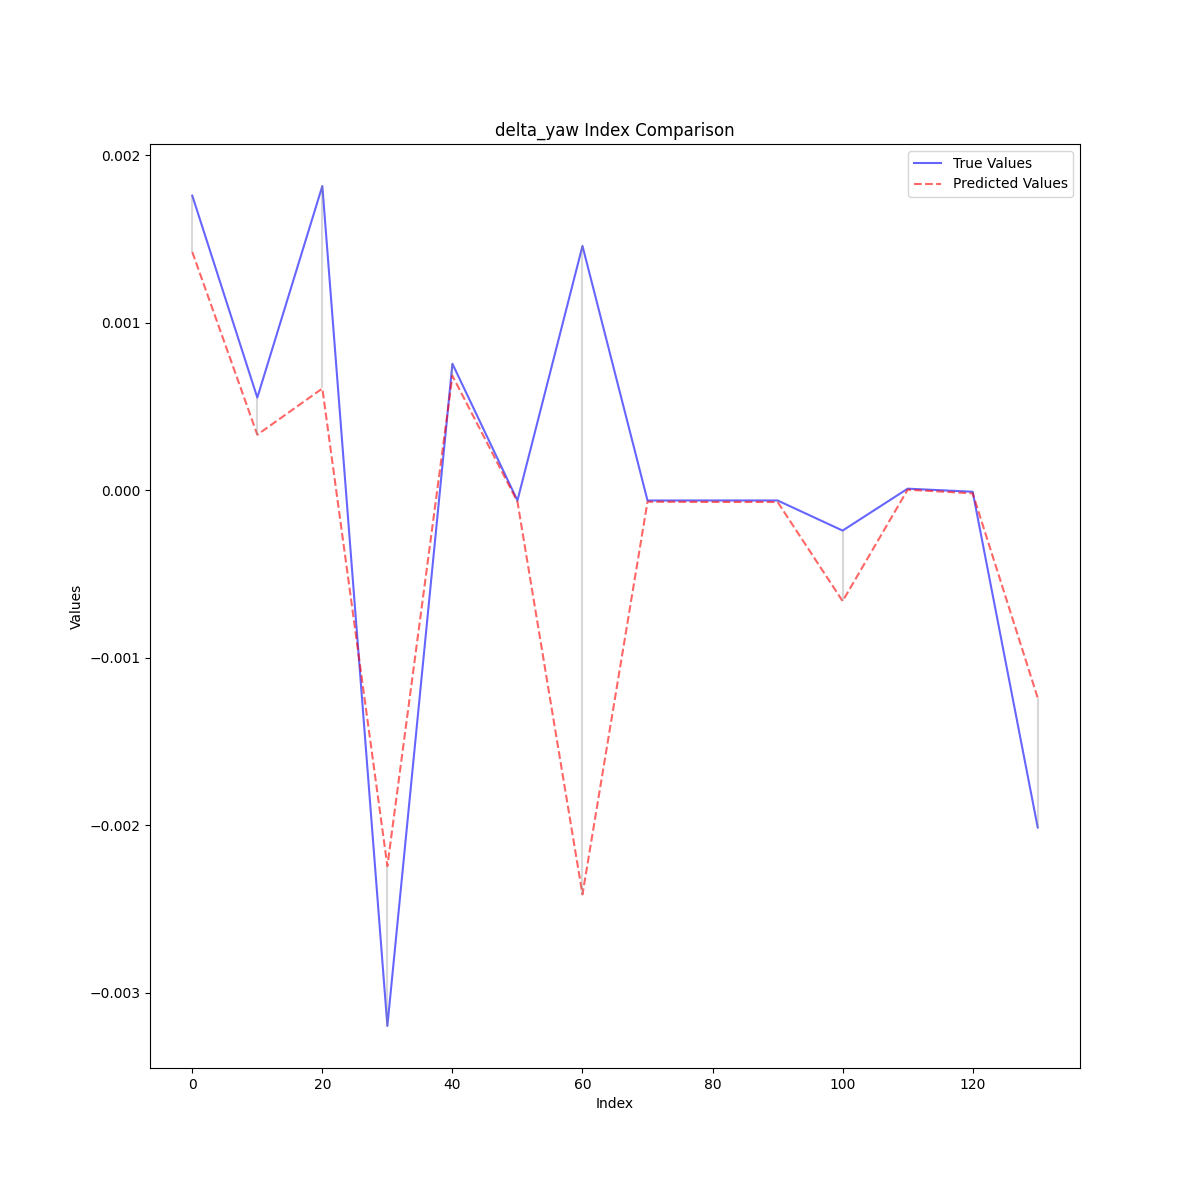 delta_yaw Index Comparison
True Values
Predicted Values
0.002
0.001
0.000
−0.001
−0.002
−0.003
Values
0 20 40 60 80 100 120
Index